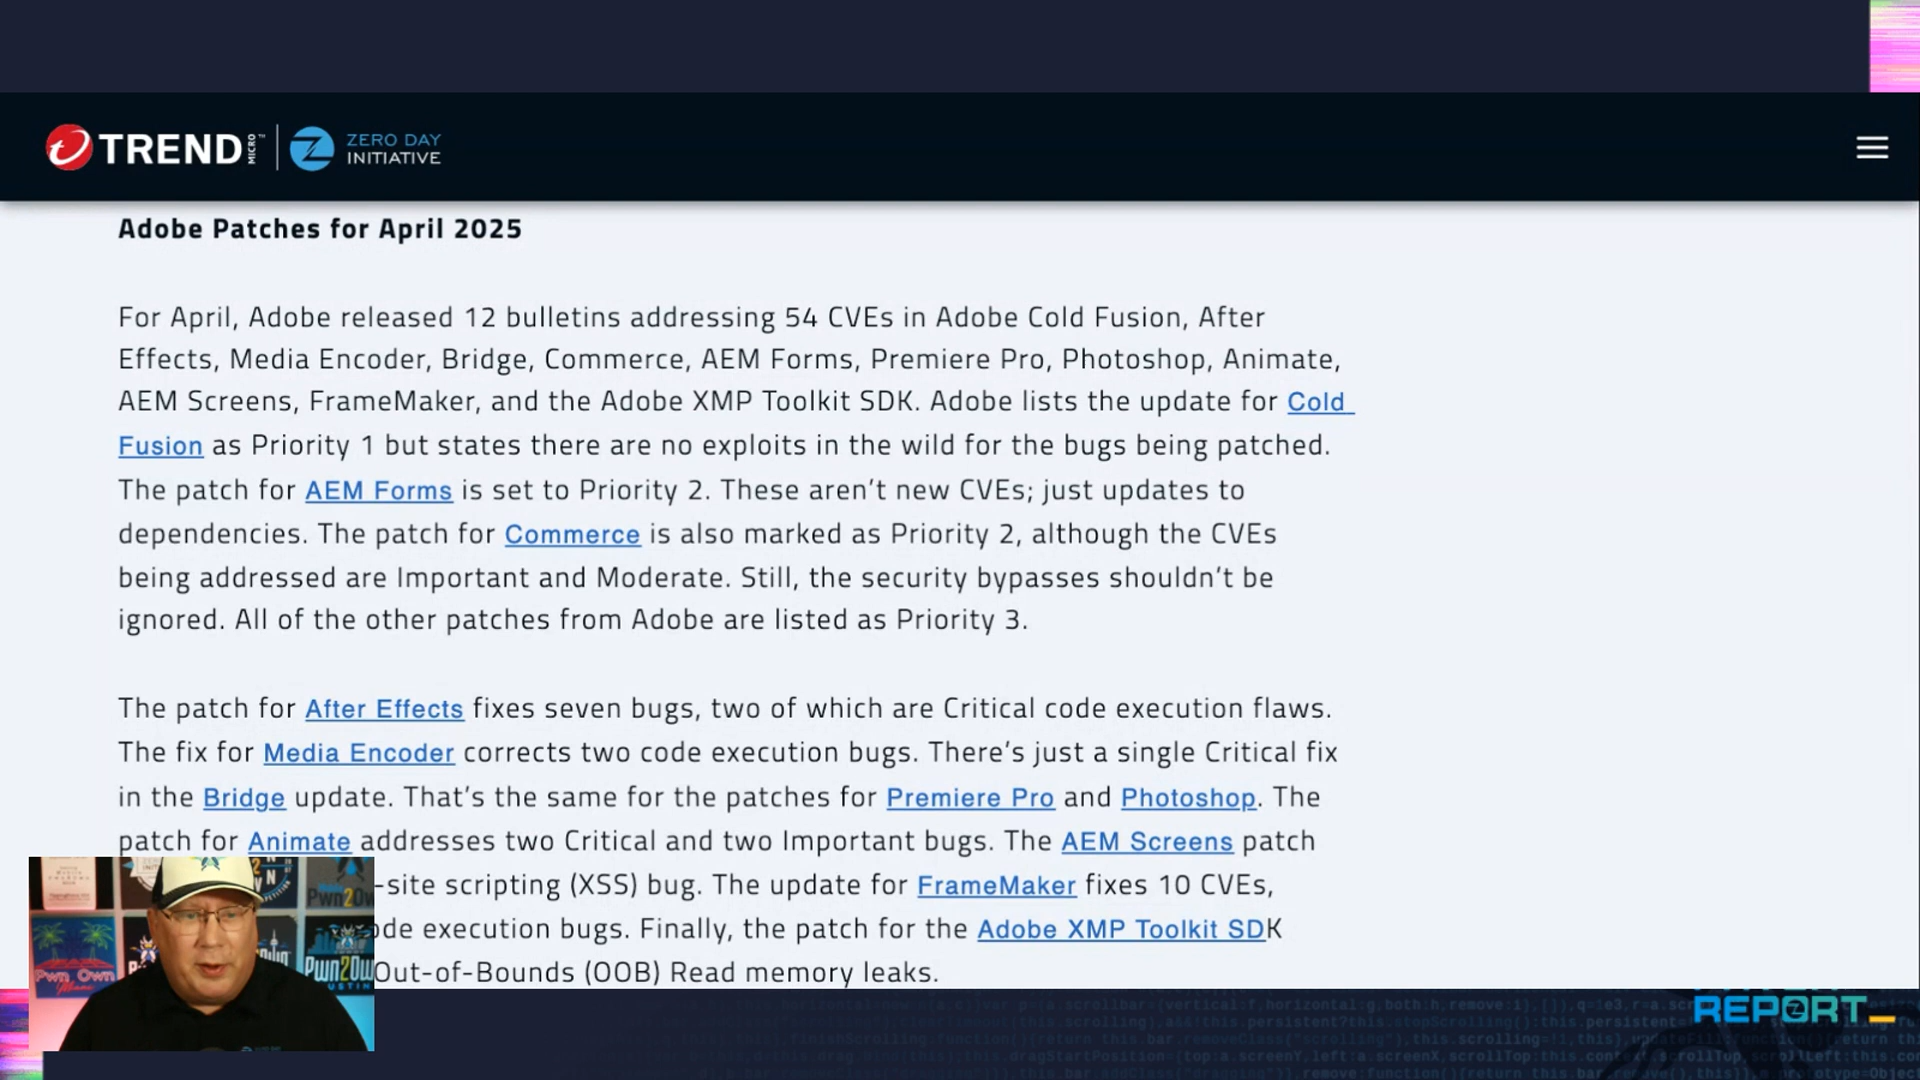 TREND MICRO™ | ZERO DAY INITIATIVE
Adobe Patches for April 2025
For April, Adobe released 12 bulletins addressing 54 CVEs in Adobe Cold Fusion, After
Effects, Media Encoder, Bridge, Commerce, AEM Forms, Premiere Pro, Photoshop, Animate,
AEM Screens, FrameMaker, and the Adobe XMP Toolkit SDK. Adobe lists the update for Cold
Fusion as Priority 1 but states there are no exploits in the wild for the bugs being patched.
The patch for AEM Forms is set to Priority 2. These aren’t new CVEs; just updates to
dependencies. The patch for Commerce is also marked as Priority 2, although the CVEs
being addressed are Important and Moderate. Still, the security bypasses shouldn’t be
ignored. All of the other patches from Adobe are listed as Priority 3.
The patch for After Effects fixes seven bugs, two of which are Critical code execution flaws.
The fix for Media Encoder corrects two code execution bugs. There’s just a single Critical fix
in the Bridge update. That’s the same for the patches for Premiere Pro and Photoshop. The
patch for Animate addresses two Critical and two Important bugs. The AEM Screens patch
-site scripting (XSS) bug. The update for FrameMaker fixes 10 CVEs,
execution bugs. Finally, the patch for the Adobe XMP Toolkit SDK
Out-of-Bounds (OOB) Read memory leaks.
Pwn Own
Miami
Pwn2Own
REPORT_